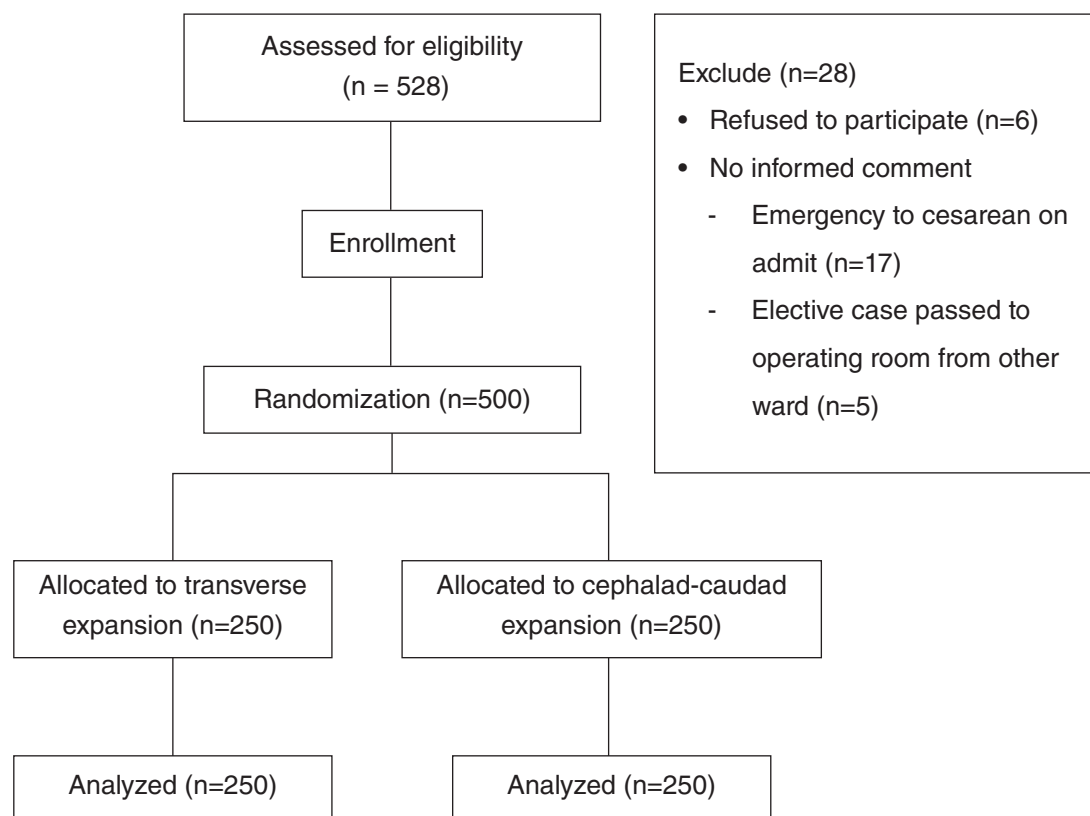 Assessed for eligibility
(n = 528)
Exclude (n=28)
• Refused to participate (n=6)
• No informed comment
- Emergency to cesarean on
admit (n=17)
- Elective case passed to
operating room from other
ward (n=5)
Enrollment
Randomization (n=500)
Allocated to transverse
expansion (n=250)
Allocated to cephalad-caudad
expansion (n=250)
Analyzed (n=250)
Analyzed (n=250)